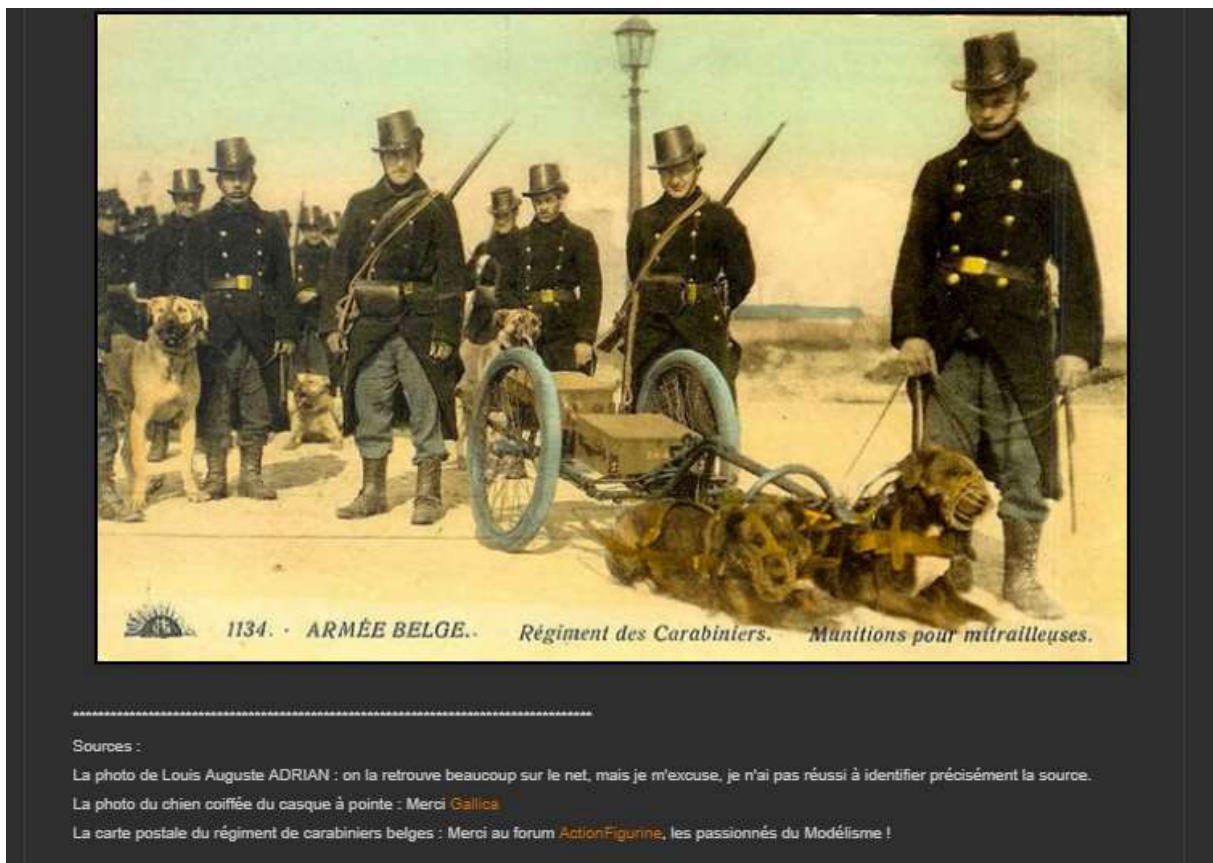 1134. - ARMÉE BELGE.. Régiment des Carabiniers. Munitions pour mitrailleuses.
************************************************************************************
Sources :
La photo de Louis Auguste ADRIAN : on la retrouve beaucoup sur le net, mais je m'excuse, je n'ai pas réussi à identifier précisément la source.
La photo du chien coiffée du casque à pointe : Merci Gallica
La carte postale du régiment de carabiniers belges : Merci au forum ActionFigurine, les passionnés du Modélisme !